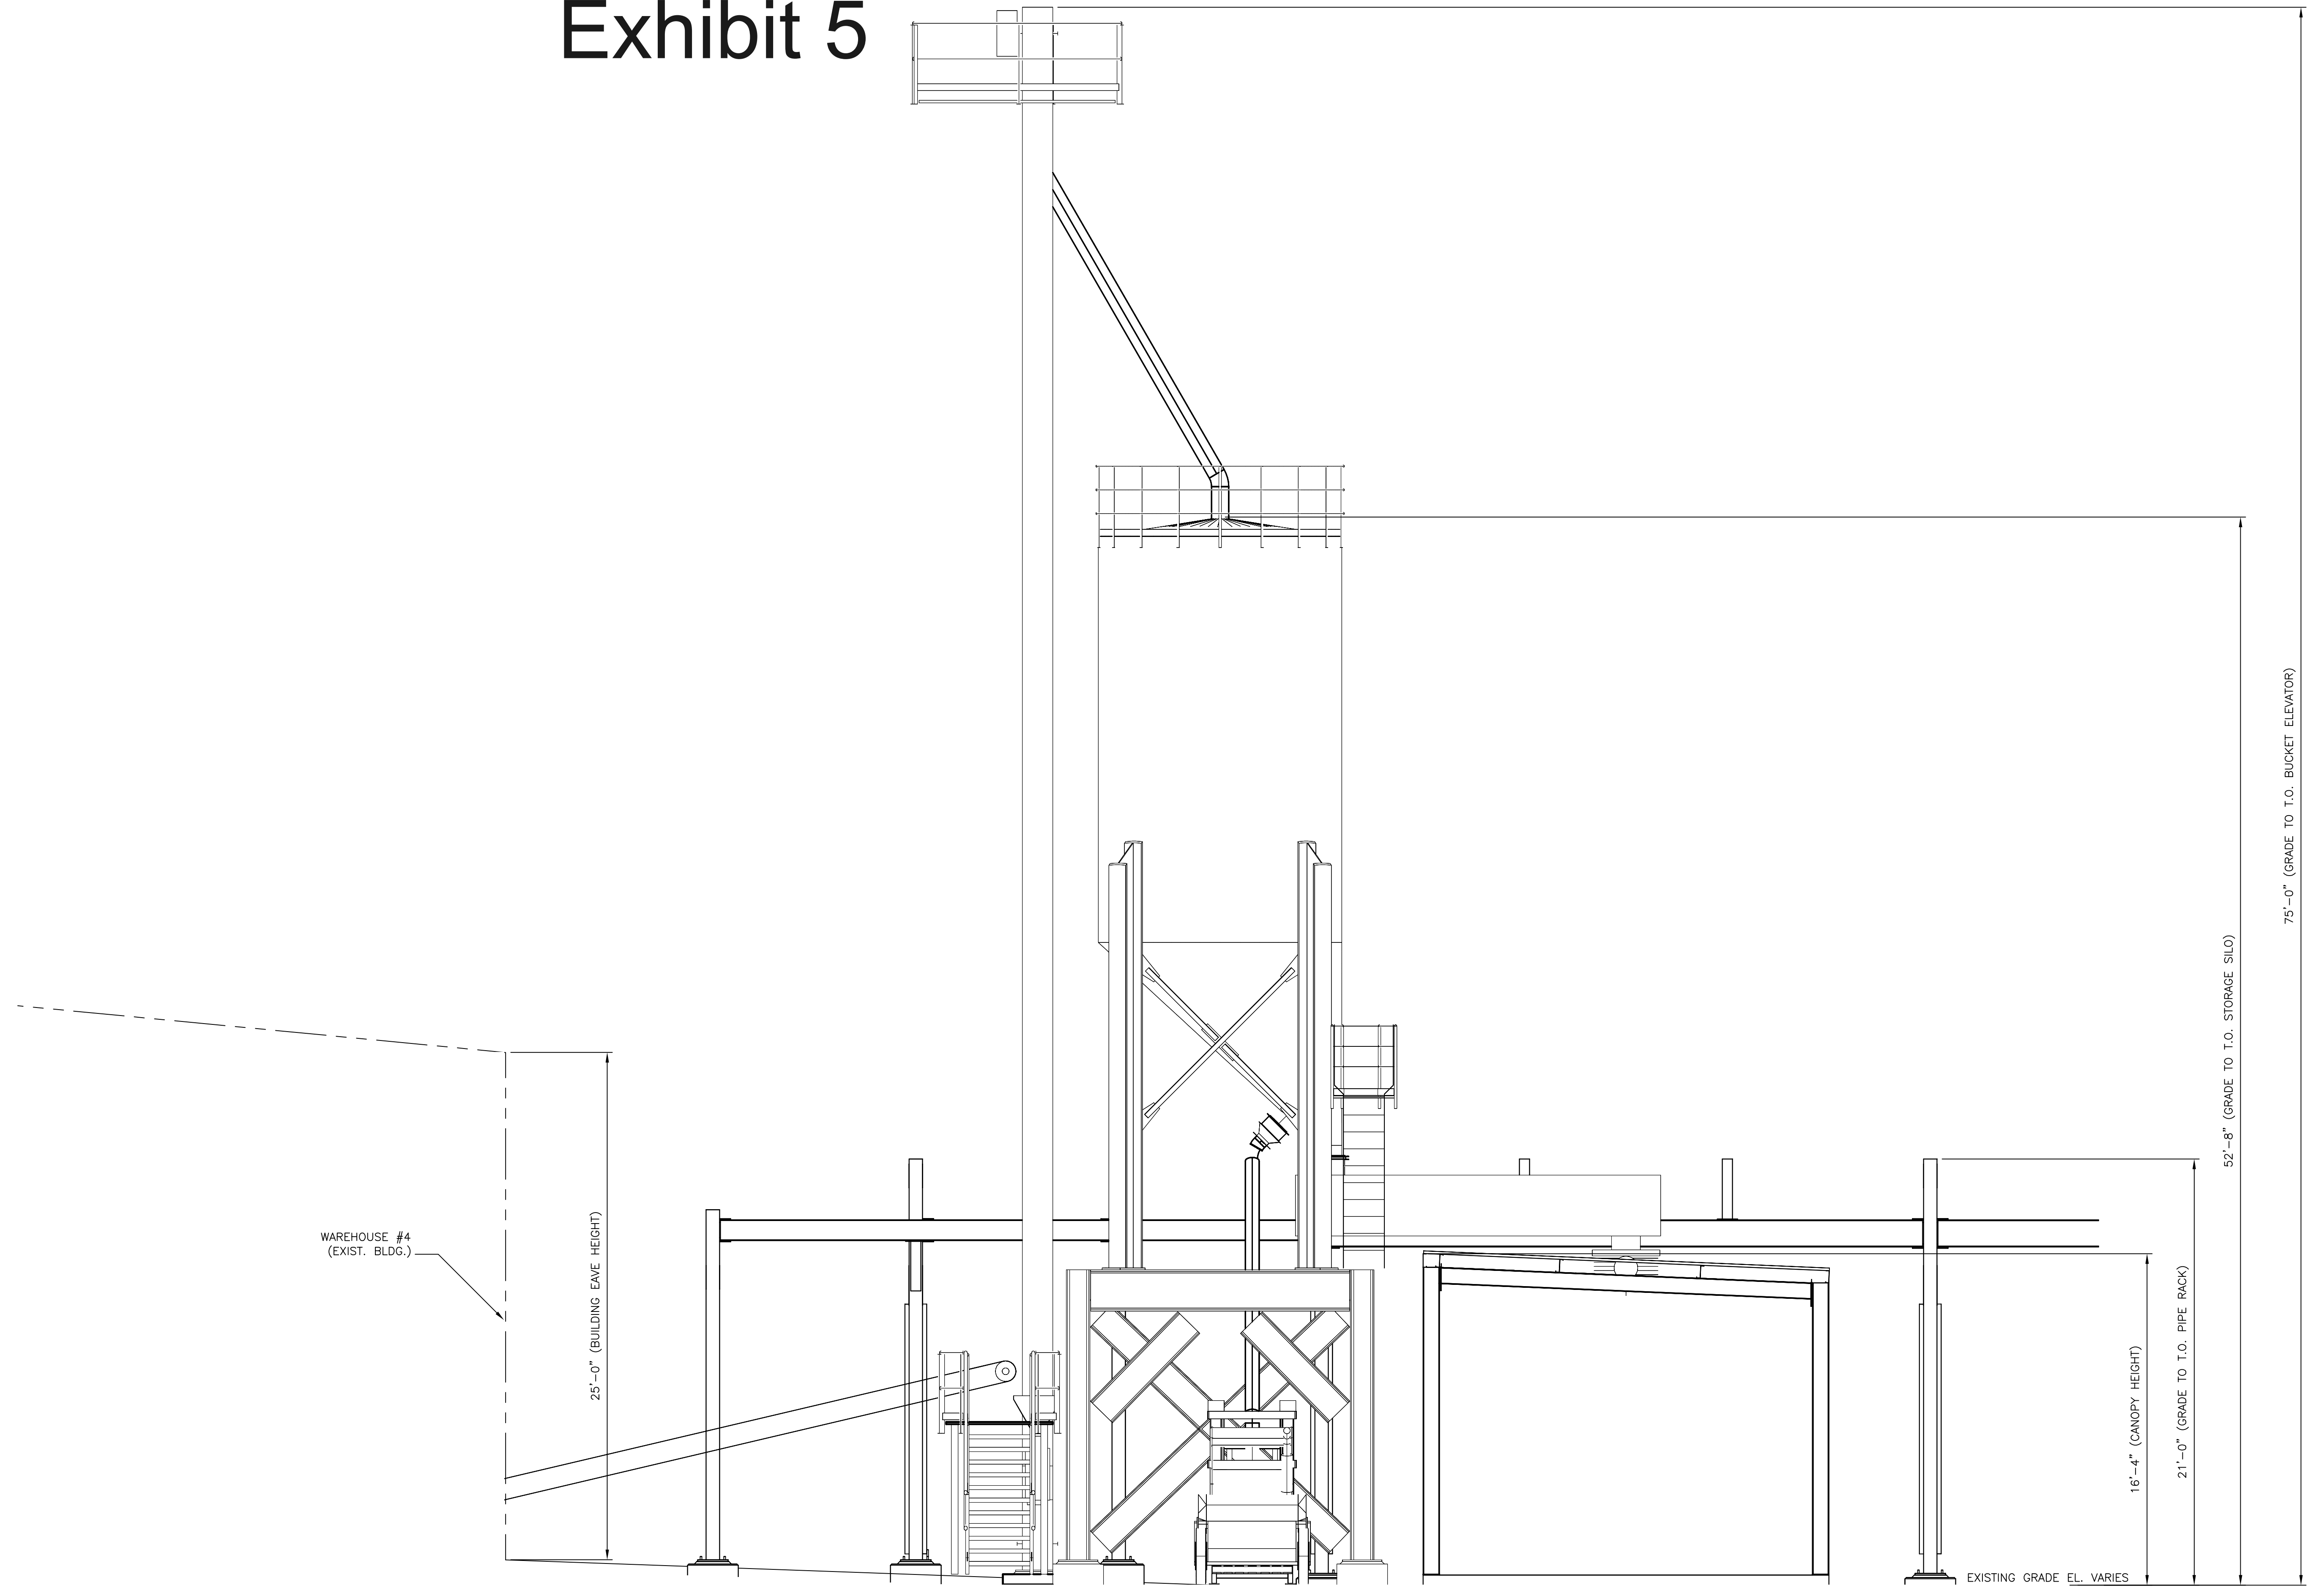 Exhibit 5
75'-0" (GRADE TO T.O. BUCKET ELEVATOR)
52'-8" (GRADE TO T.O. STORAGE SILO)
WAREHOUSE #4
(EXIST. BLDG.)
25'-0" (BUILDING EAVE HEIGHT)
16'-4" (CANOPY HEIGHT)
21'-0" (GRADE TO T.O. PIPE RACK)
EXISTING GRADE EL. VARIES